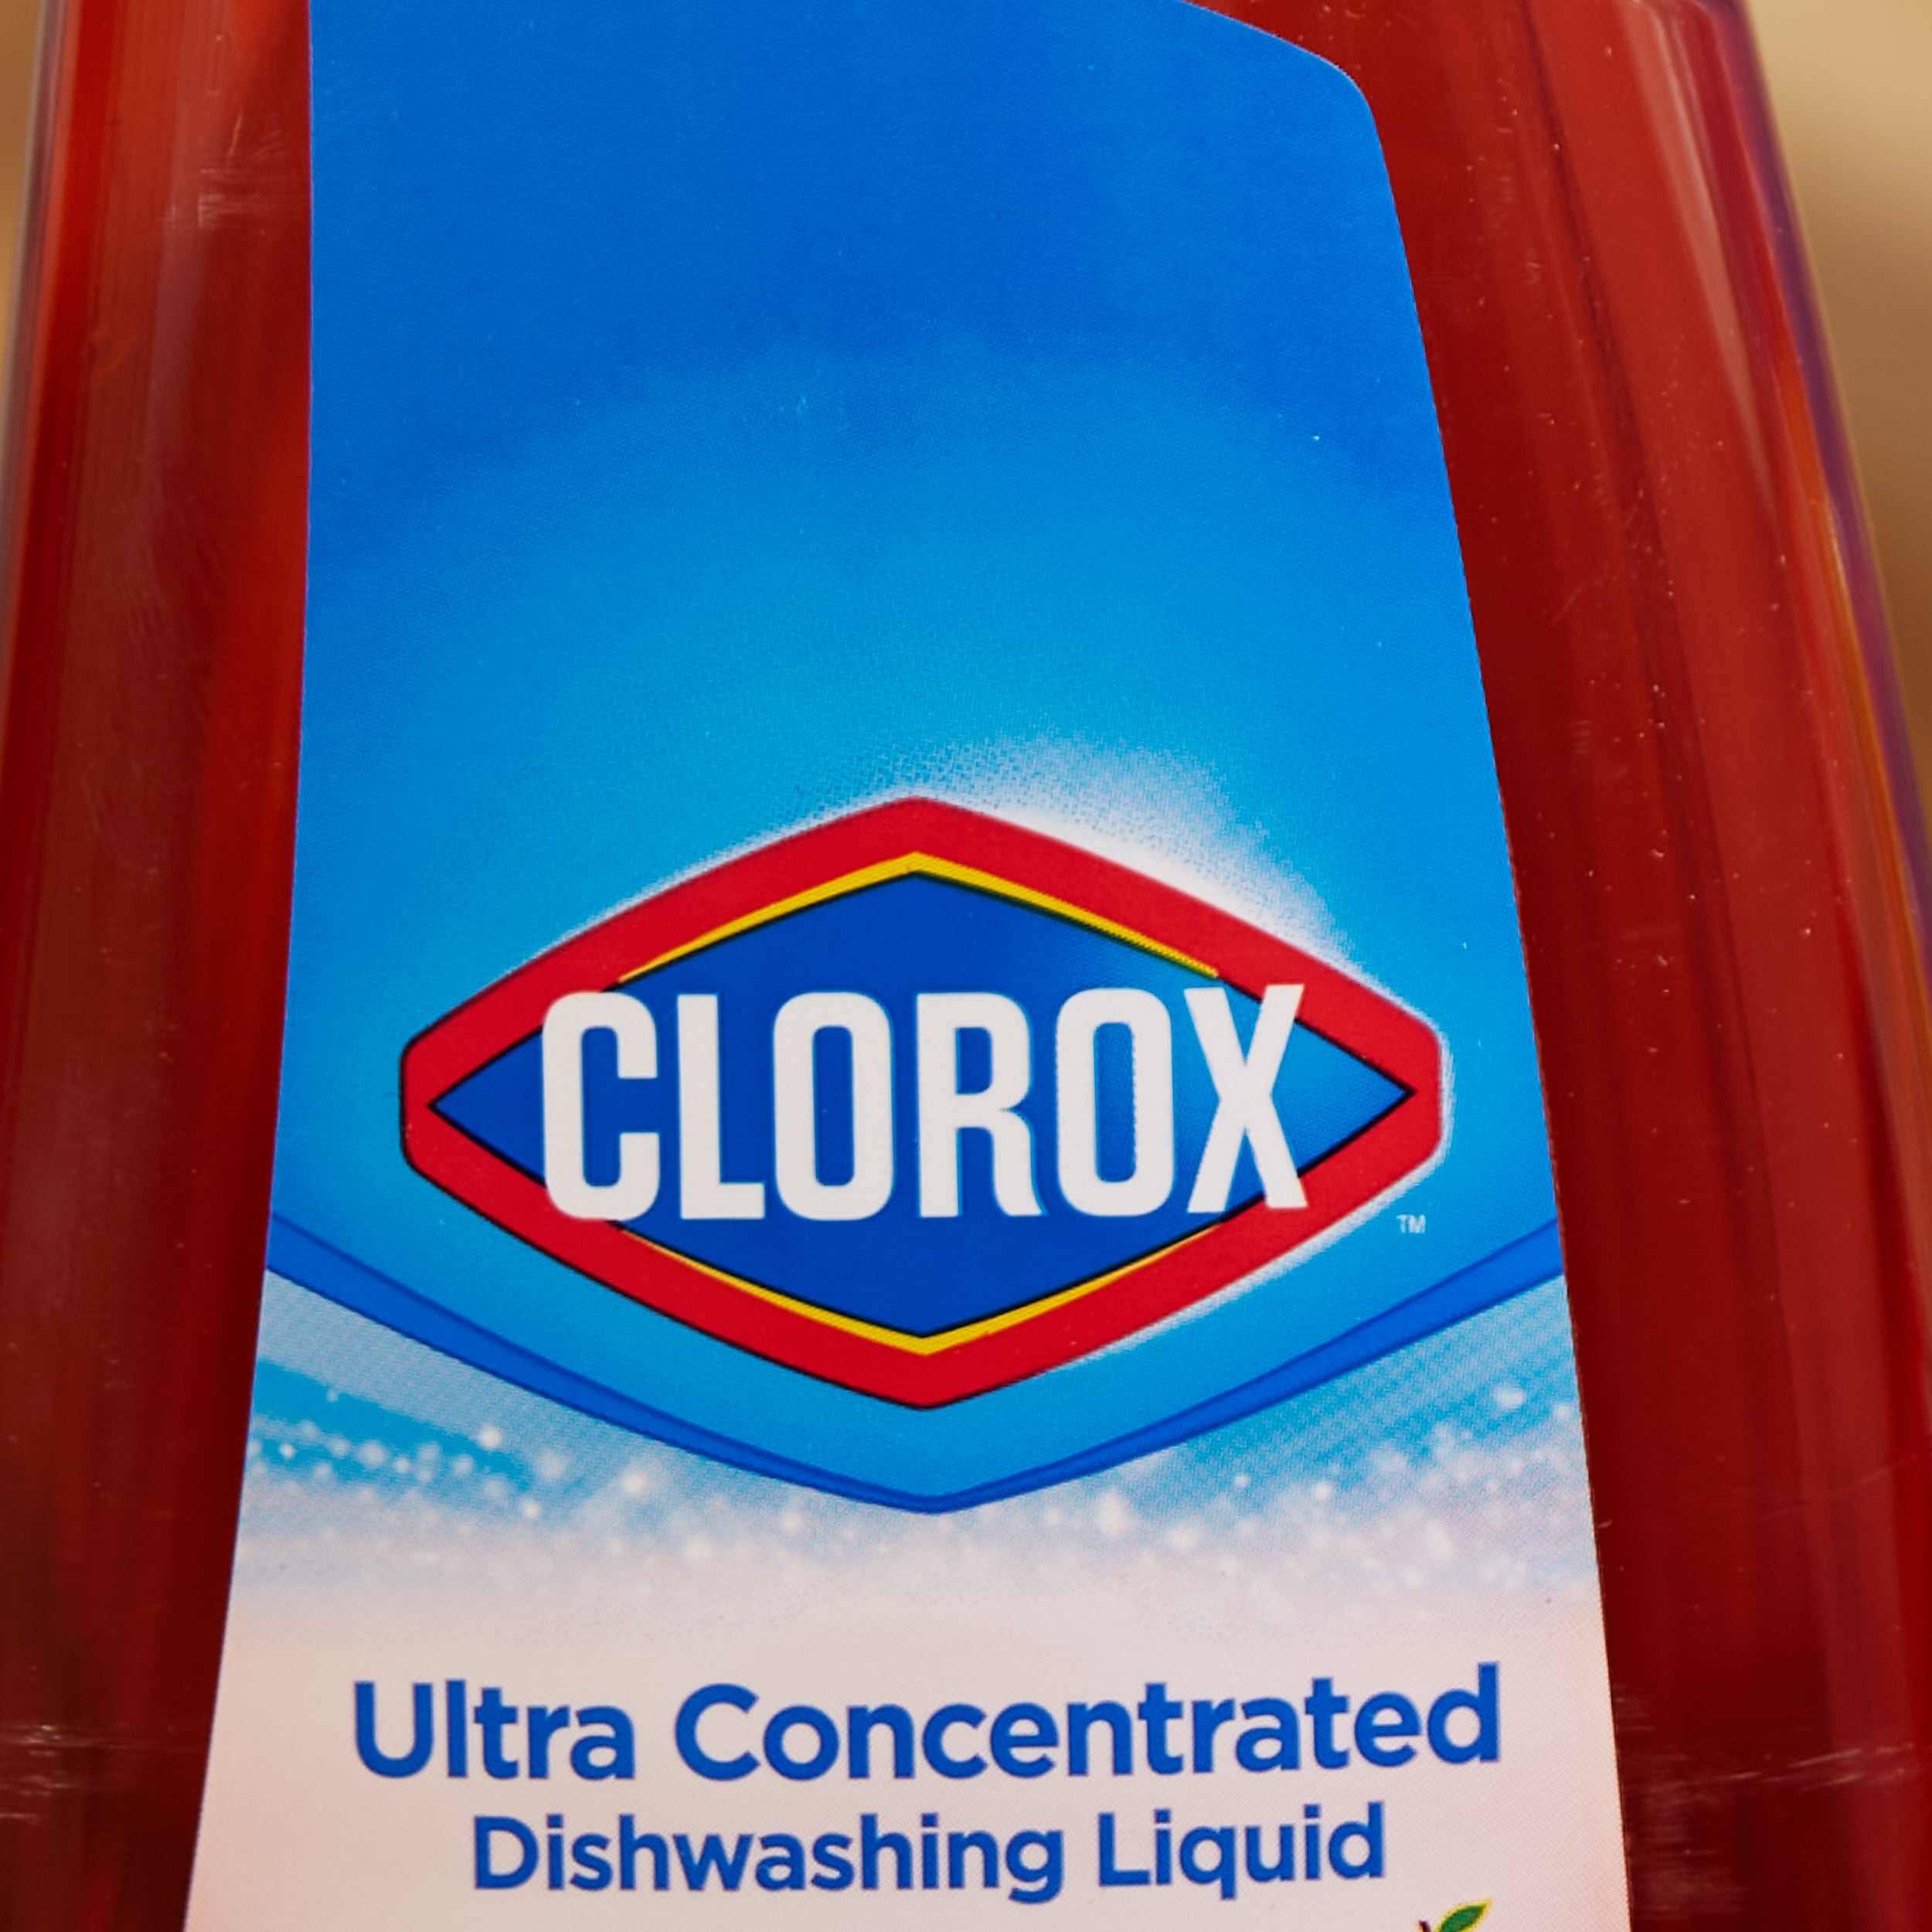 CLOROX
™
Ultra Concentrated
Dishwashing Liquid